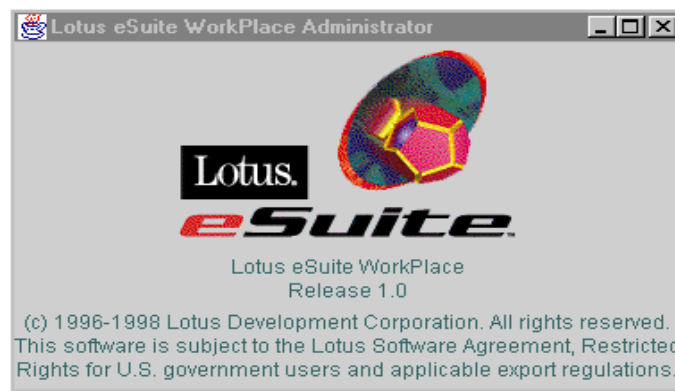 Lotus eSuite WorkPlace Administrator
Lotus.
eSuite
Lotus eSuite WorkPlace
Release 1.0
(c) 1996-1998 Lotus Development Corporation. All rights reserved.
This software is subject to the Lotus Software Agreement, Restricted
Rights for U.S. government users and applicable export regulations.